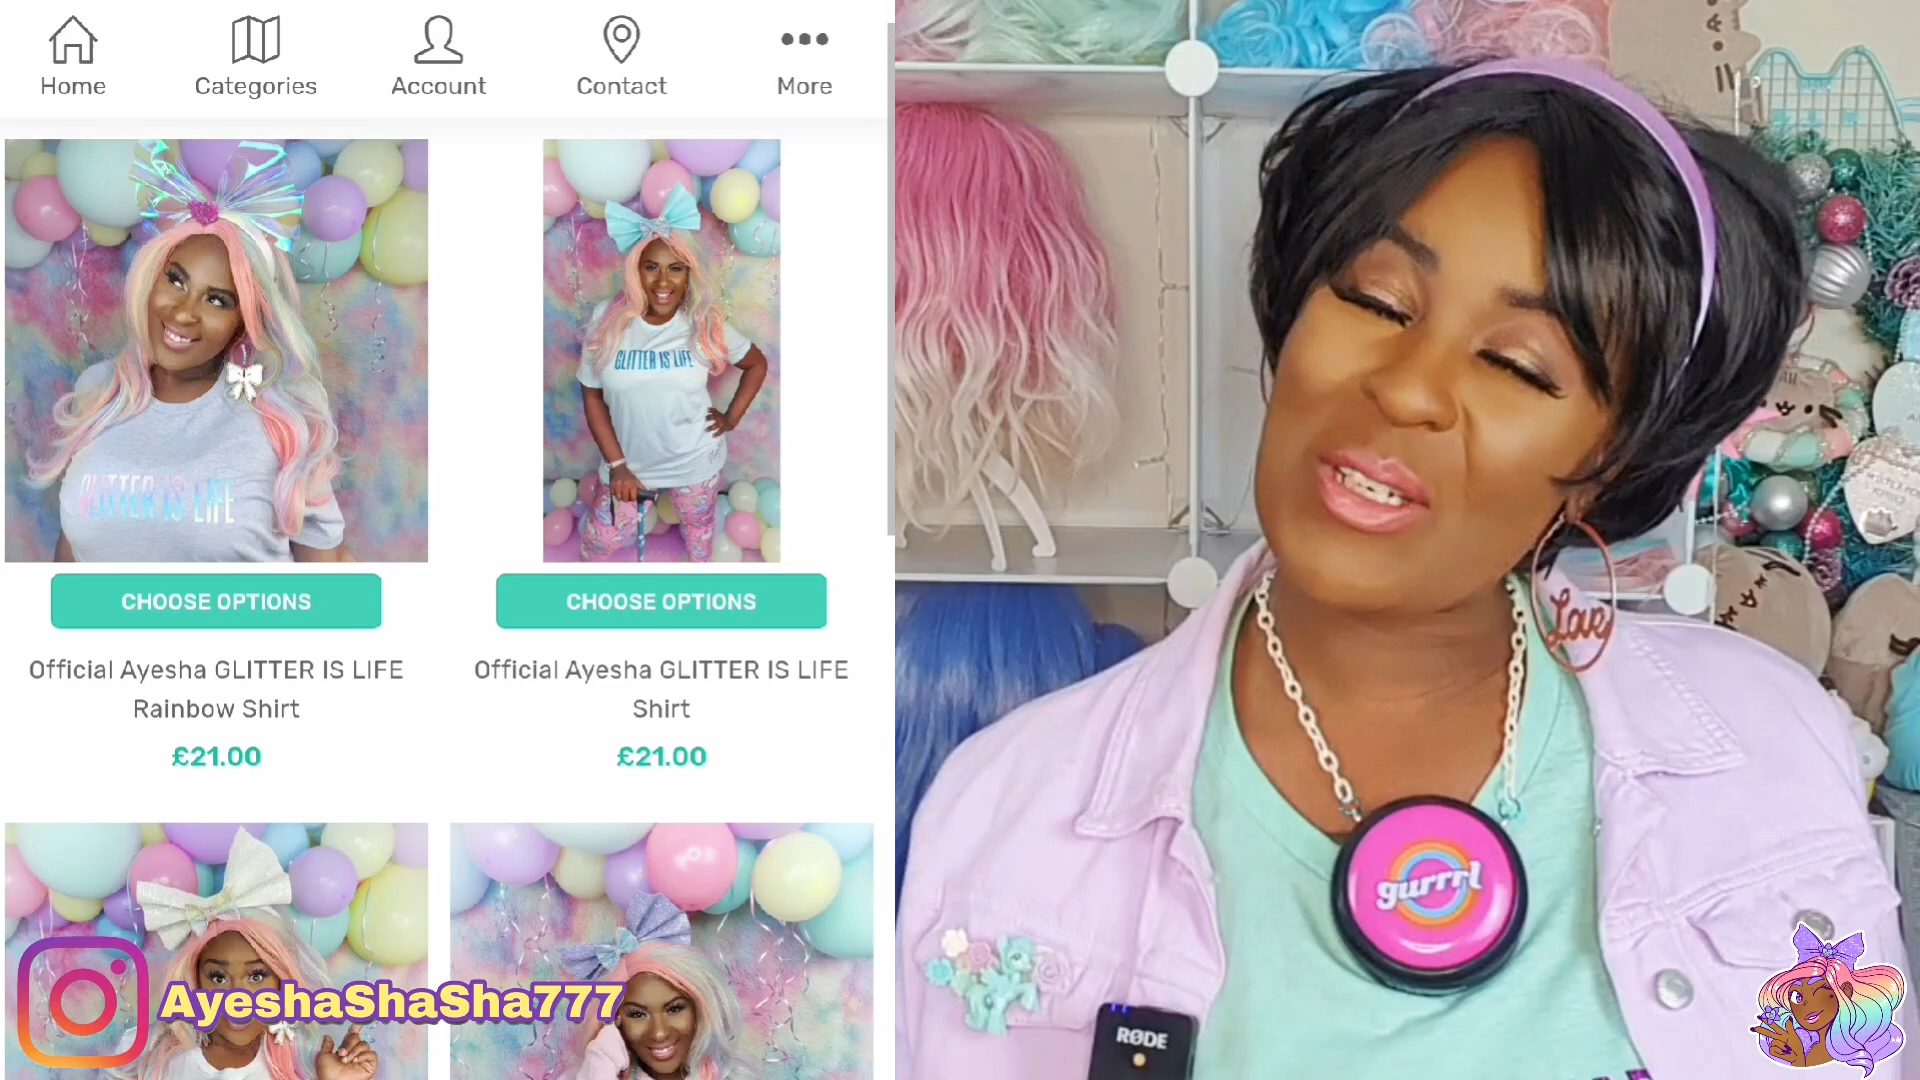 Home
Categories
Account
Contact
More
GLITTER IS LIFE
GLITTER IS LIFE
CHOOSE OPTIONS
CHOOSE OPTIONS
Official Ayesha GLITTER IS LIFE
Rainbow Shirt
£21.00
Official Ayesha GLITTER IS LIFE
Shirt
£21.00
AyeshaShaSha777
Love
gurrrl
RØDE